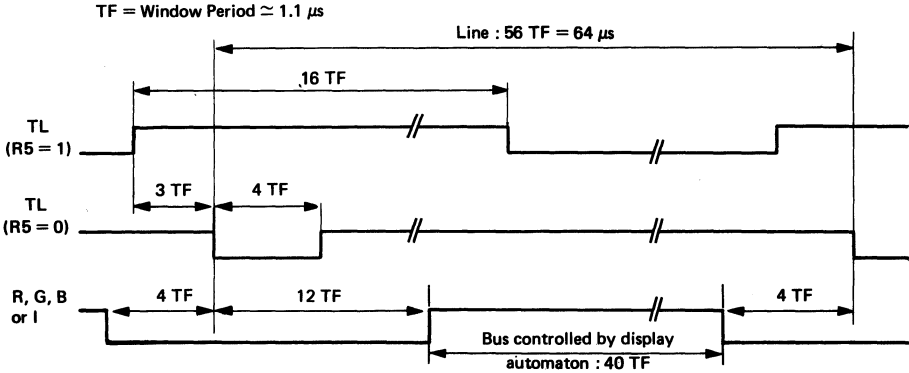 TF = Window Period ≃ 1.1 μs
Line : 56 TF = 64 μs
16 TF
TL
(R5 = 1)
3 TF
4 TF
TL
(R5 = 0)
R, G, B
or I
4 TF
12 TF
4 TF
Bus controlled by display
automaton : 40 TF